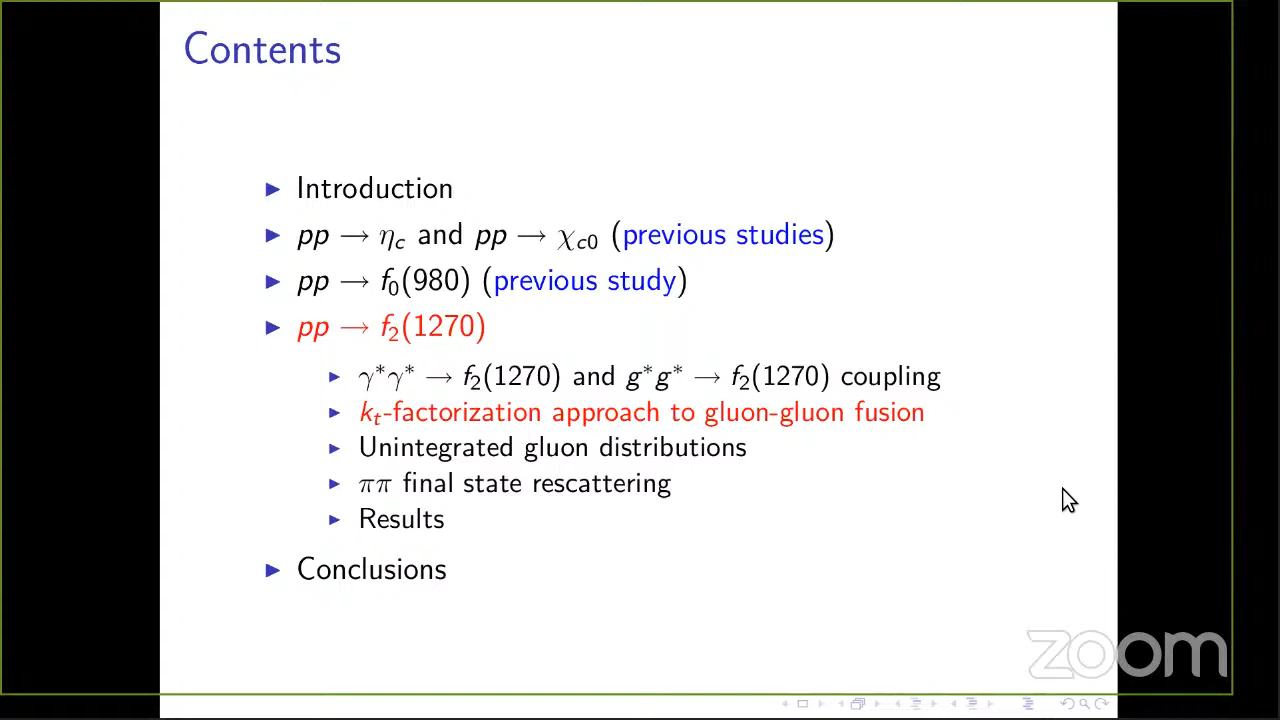 Contents
▶ Introduction
▶ pp → η_c and pp → χ_c0 (previous studies)
▶ pp → f_0(980) (previous study)
▶ pp → f_2(1270)
▶ γ*γ* → f_2(1270) and g*g* → f_2(1270) coupling
▶ k_t-factorization approach to gluon-gluon fusion
▶ Unintegrated gluon distributions
▶ ππ final state rescattering
▶ Results
▶ Conclusions
zoom